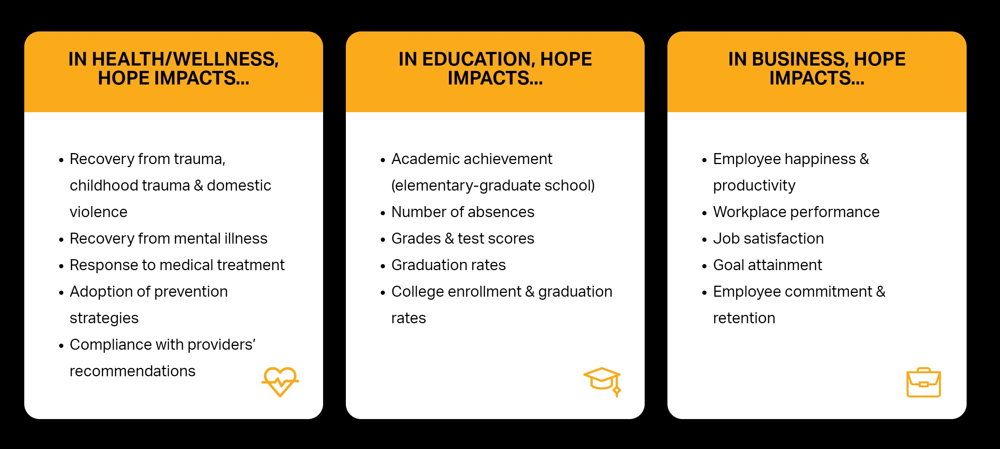 IN HEALTH/WELLNESS,
HOPE IMPACTS...
• Recovery from trauma,
childhood trauma & domestic
violence
• Recovery from mental illness
• Response to medical treatment
• Adoption of prevention
strategies
• Compliance with providers’
recommendations
IN EDUCATION, HOPE
IMPACTS...
• Academic achievement
(elementary-graduate school)
• Number of absences
• Grades & test scores
• Graduation rates
• College enrollment & graduation
rates
IN BUSINESS, HOPE
IMPACTS...
• Employee happiness &
productivity
• Workplace performance
• Job satisfaction
• Goal attainment
• Employee commitment &
retention